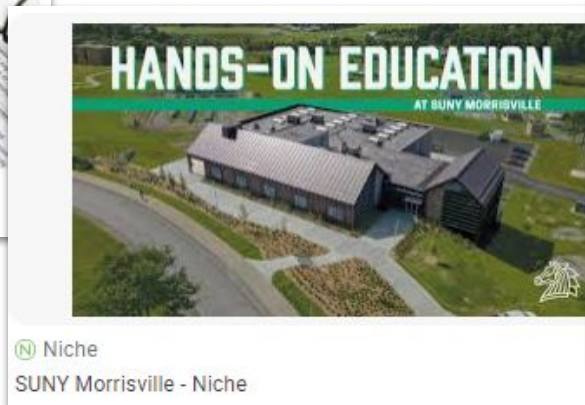 HANDS-ON EDUCATION
AT SUNY MORRISVILLE
N Niche
SUNY Morrisville - Niche